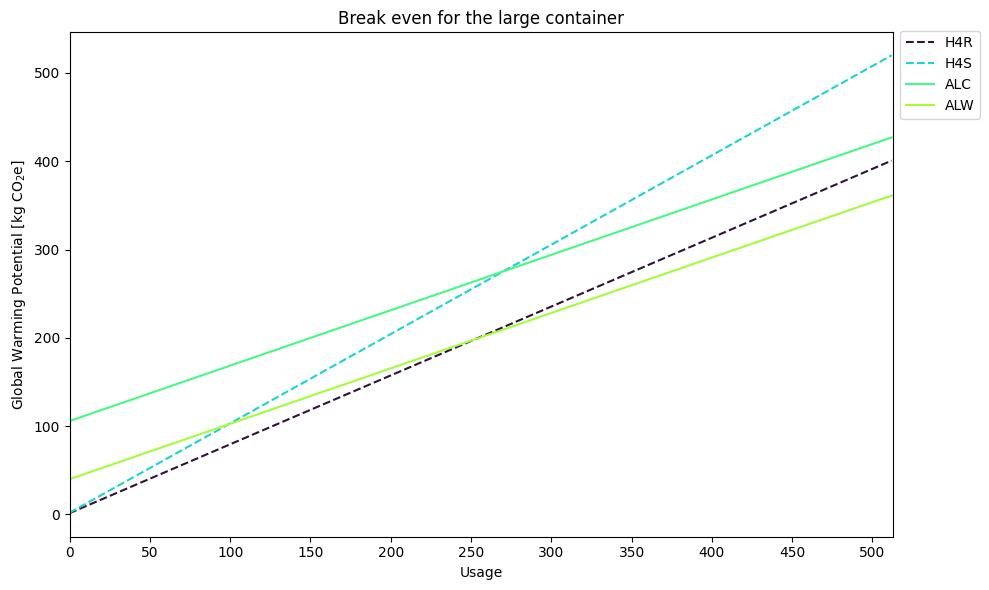 Break even for the large container
H4R
H4S
ALC
ALW
Global Warming Potential [kg CO₂e]
500
400
300
200
100
0
0 50 100 150 200 250 300 350 400 450 500
Usage